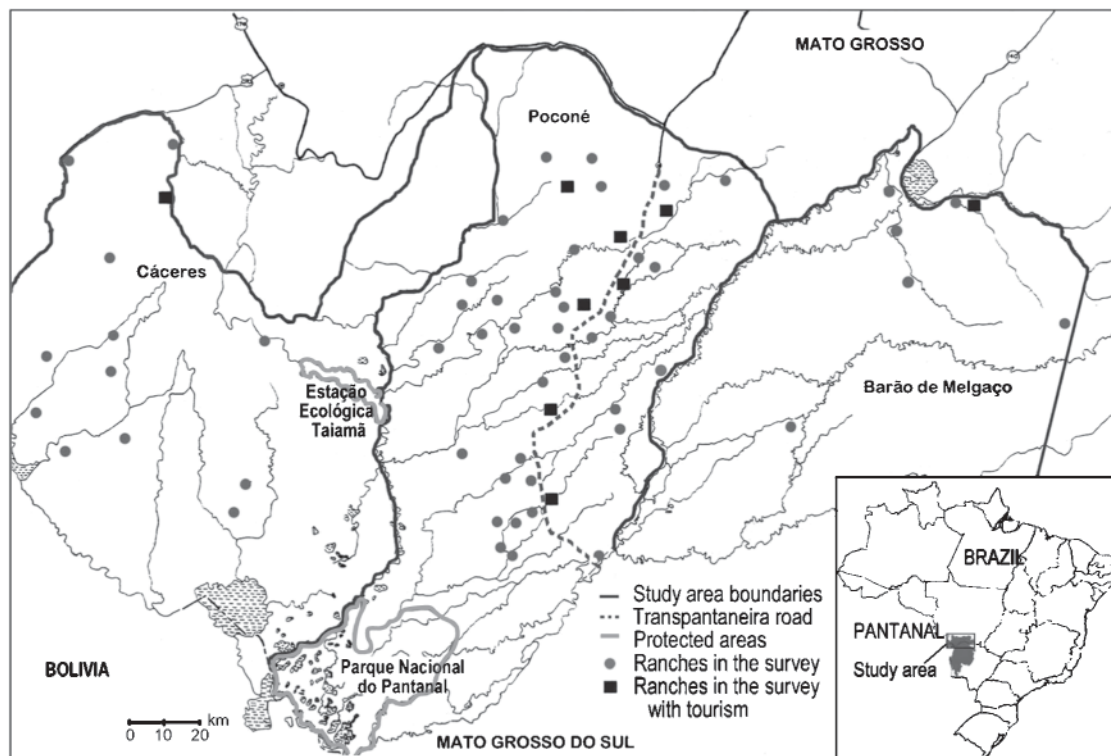 MATO GROSSO
Poconé
Cáceres
Estação
Ecológica
Taiamã
Barão de Melgaço
Parque Nacional
do Pantanal
BOLIVIA
MATO GROSSO DO SUL
km
0 10 20
Study area boundaries
Transpantaneira road
Protected areas
Ranches in the survey
Ranches in the survey
with tourism
BRAZIL
PANTANAL
Study area